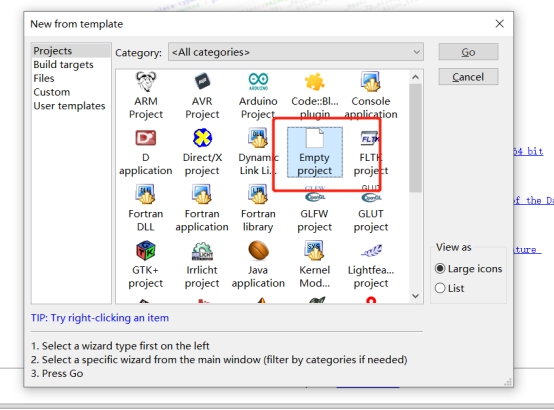 New from template
Projects
Build targets
Files
Custom
User templates
Category:
<All categories>
Go
Cancel
ARM Project
AVR Project
Arduino Project
Code::Bl... plugin
Console application
D application
Direct/X project
Dynamic Link Li...
Empty project
FLTK project
Fortran DLL
Fortran application
Fortran library
GLFW project
GLUT project
GTK+ project
Irrlicht project
Java application
Kernel Mod...
Lightfea... project
View as
Large icons
List
TIP: Try right-clicking an item
1. Select a wizard type first on the left
2. Select a specific wizard from the main window (filter by categories if needed)
3. Press Go
64 bit
of the Da
ture